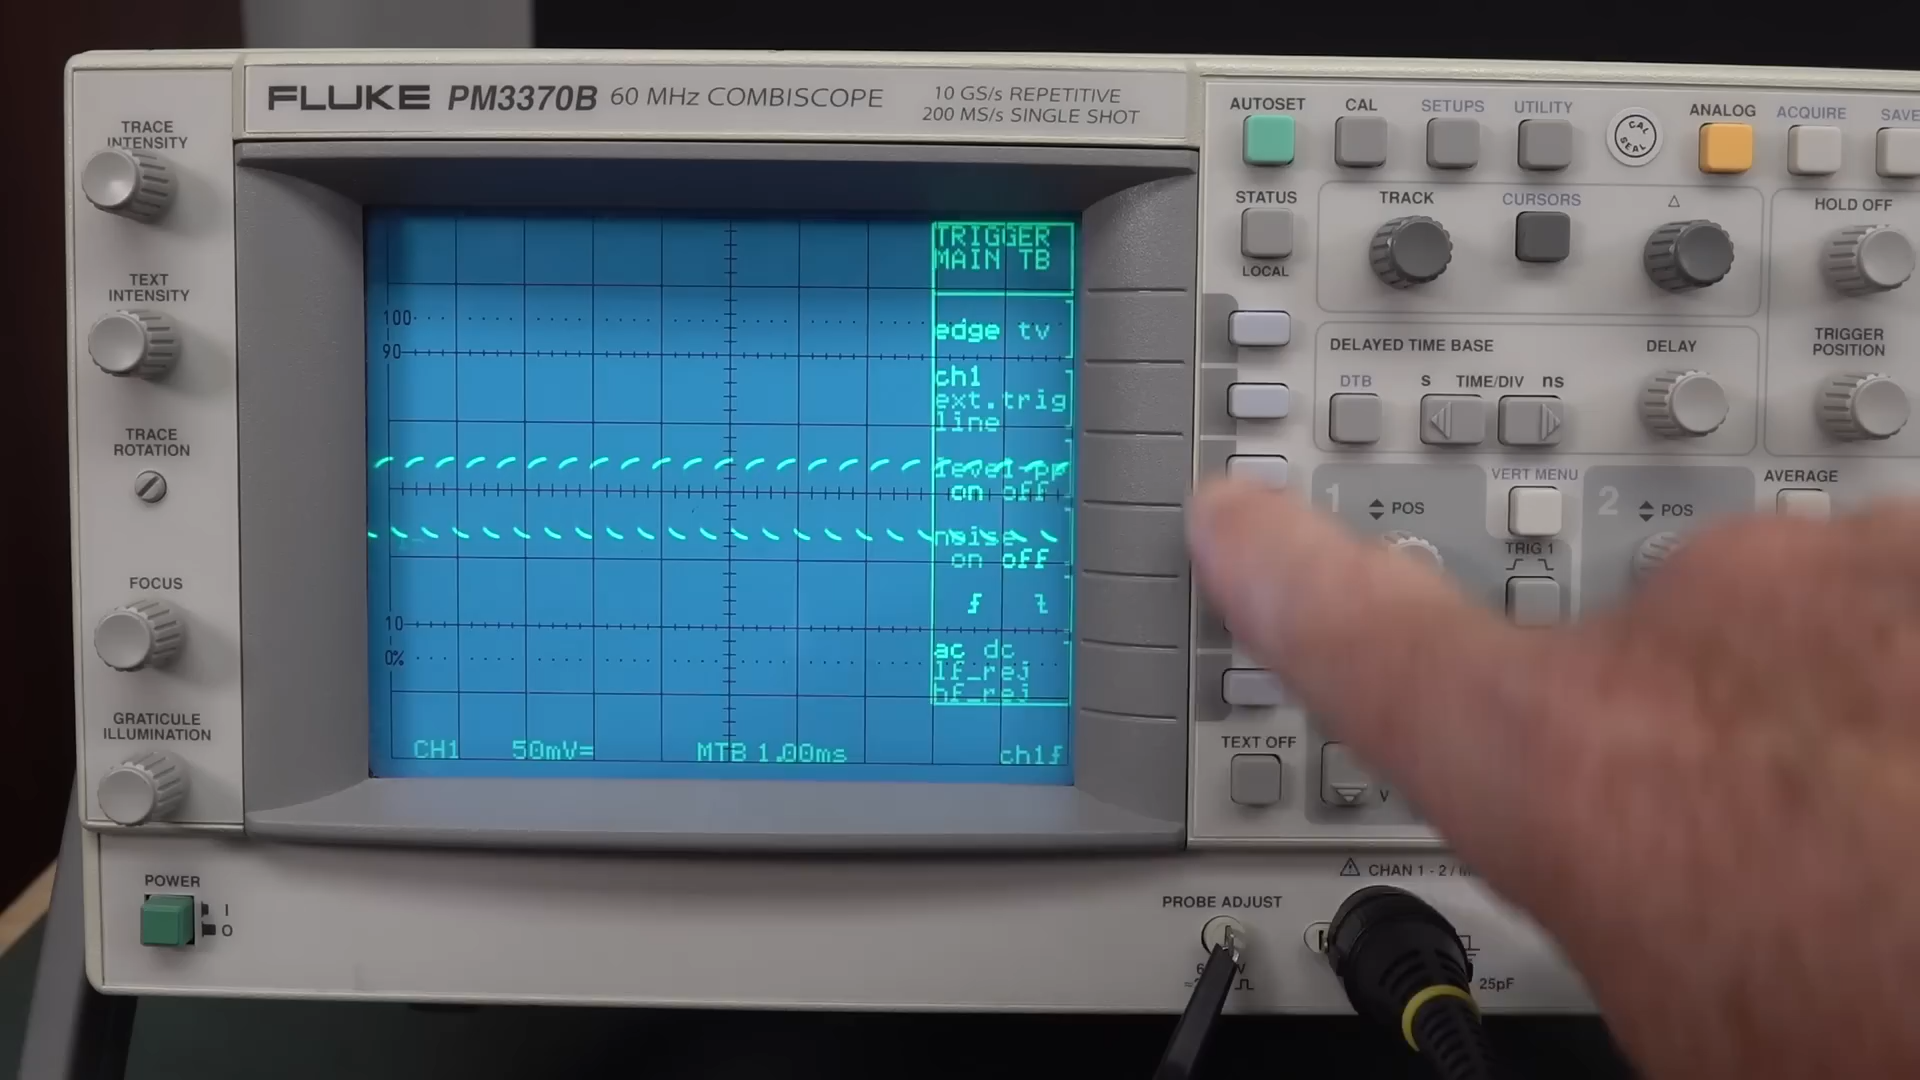 FLUKE PM3370B 60 MHz COMBISCOPE
10 GS/s REPETITIVE
200 MS/s SINGLE SHOT
TRACE
INTENSITY
TEXT
INTENSITY
TRACE
ROTATION
FOCUS
GRATICULE
ILLUMINATION
POWER
I
O
100
90
10
0%
TRIGGER
MAIN TB
edge tv
ch1
ext.trig
line
level-pp
on off
noise
on off
ac dc
lf_rej
hf_rej
CH1 50mV= MTB 1.00ms ch1
AUTOSET CAL SETUPS UTILITY ANALOG ACQUIRE SAVE
CAL
SEAL
STATUS
LOCAL
TRACK CURSORS Δ
HOLD OFF
DELAYED TIME BASE DELAY
DTB S TIME/DIV ns
TRIGGER
POSITION
VERT MENU
AVERAGE
1 POS
2 POS
TRIG 1
TEXT OFF
V
CHAN 1 - 2 /
PROBE ADJUST
25pF